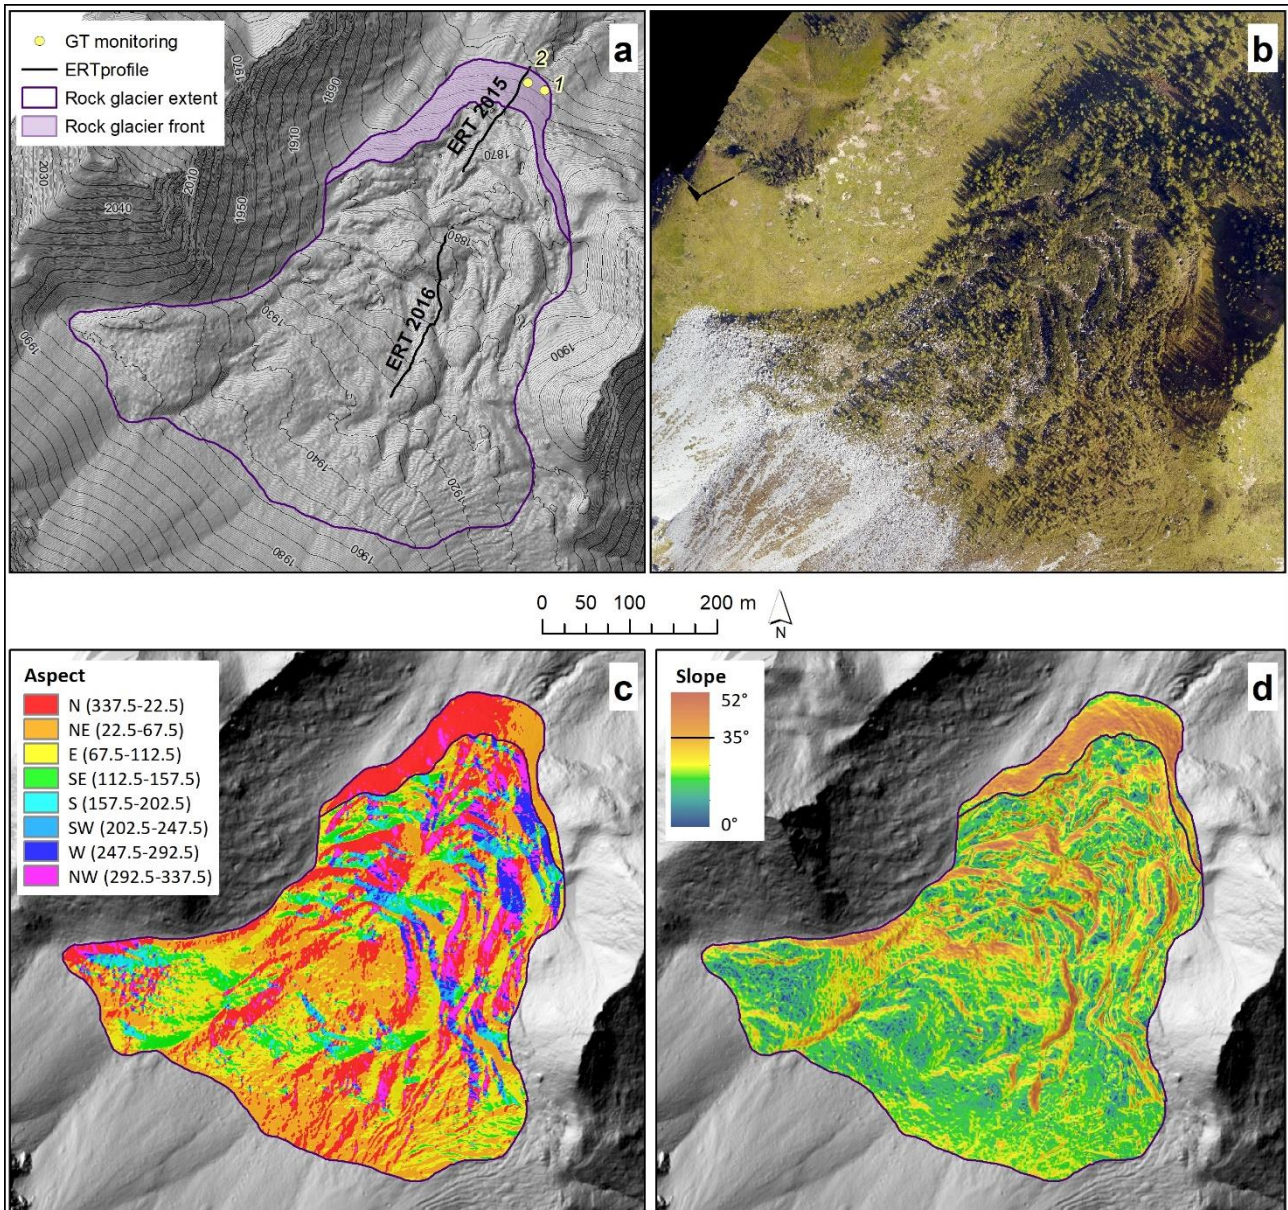 a
GT monitoring
ERTprofile
Rock glacier extent
Rock glacier front
2
1
ERT 2015
ERT 2016
1970
1890
1910
2010
2030
2040
1950
1870
1880
1930
1990
1900
1940
1920
1980
1960
b
0 50 100 200 m
N
c
Aspect
N (337.5-22.5)
NE (22.5-67.5)
E (67.5-112.5)
SE (112.5-157.5)
S (157.5-202.5)
SW (202.5-247.5)
W (247.5-292.5)
NW (292.5-337.5)
d
Slope
52°
35°
0°